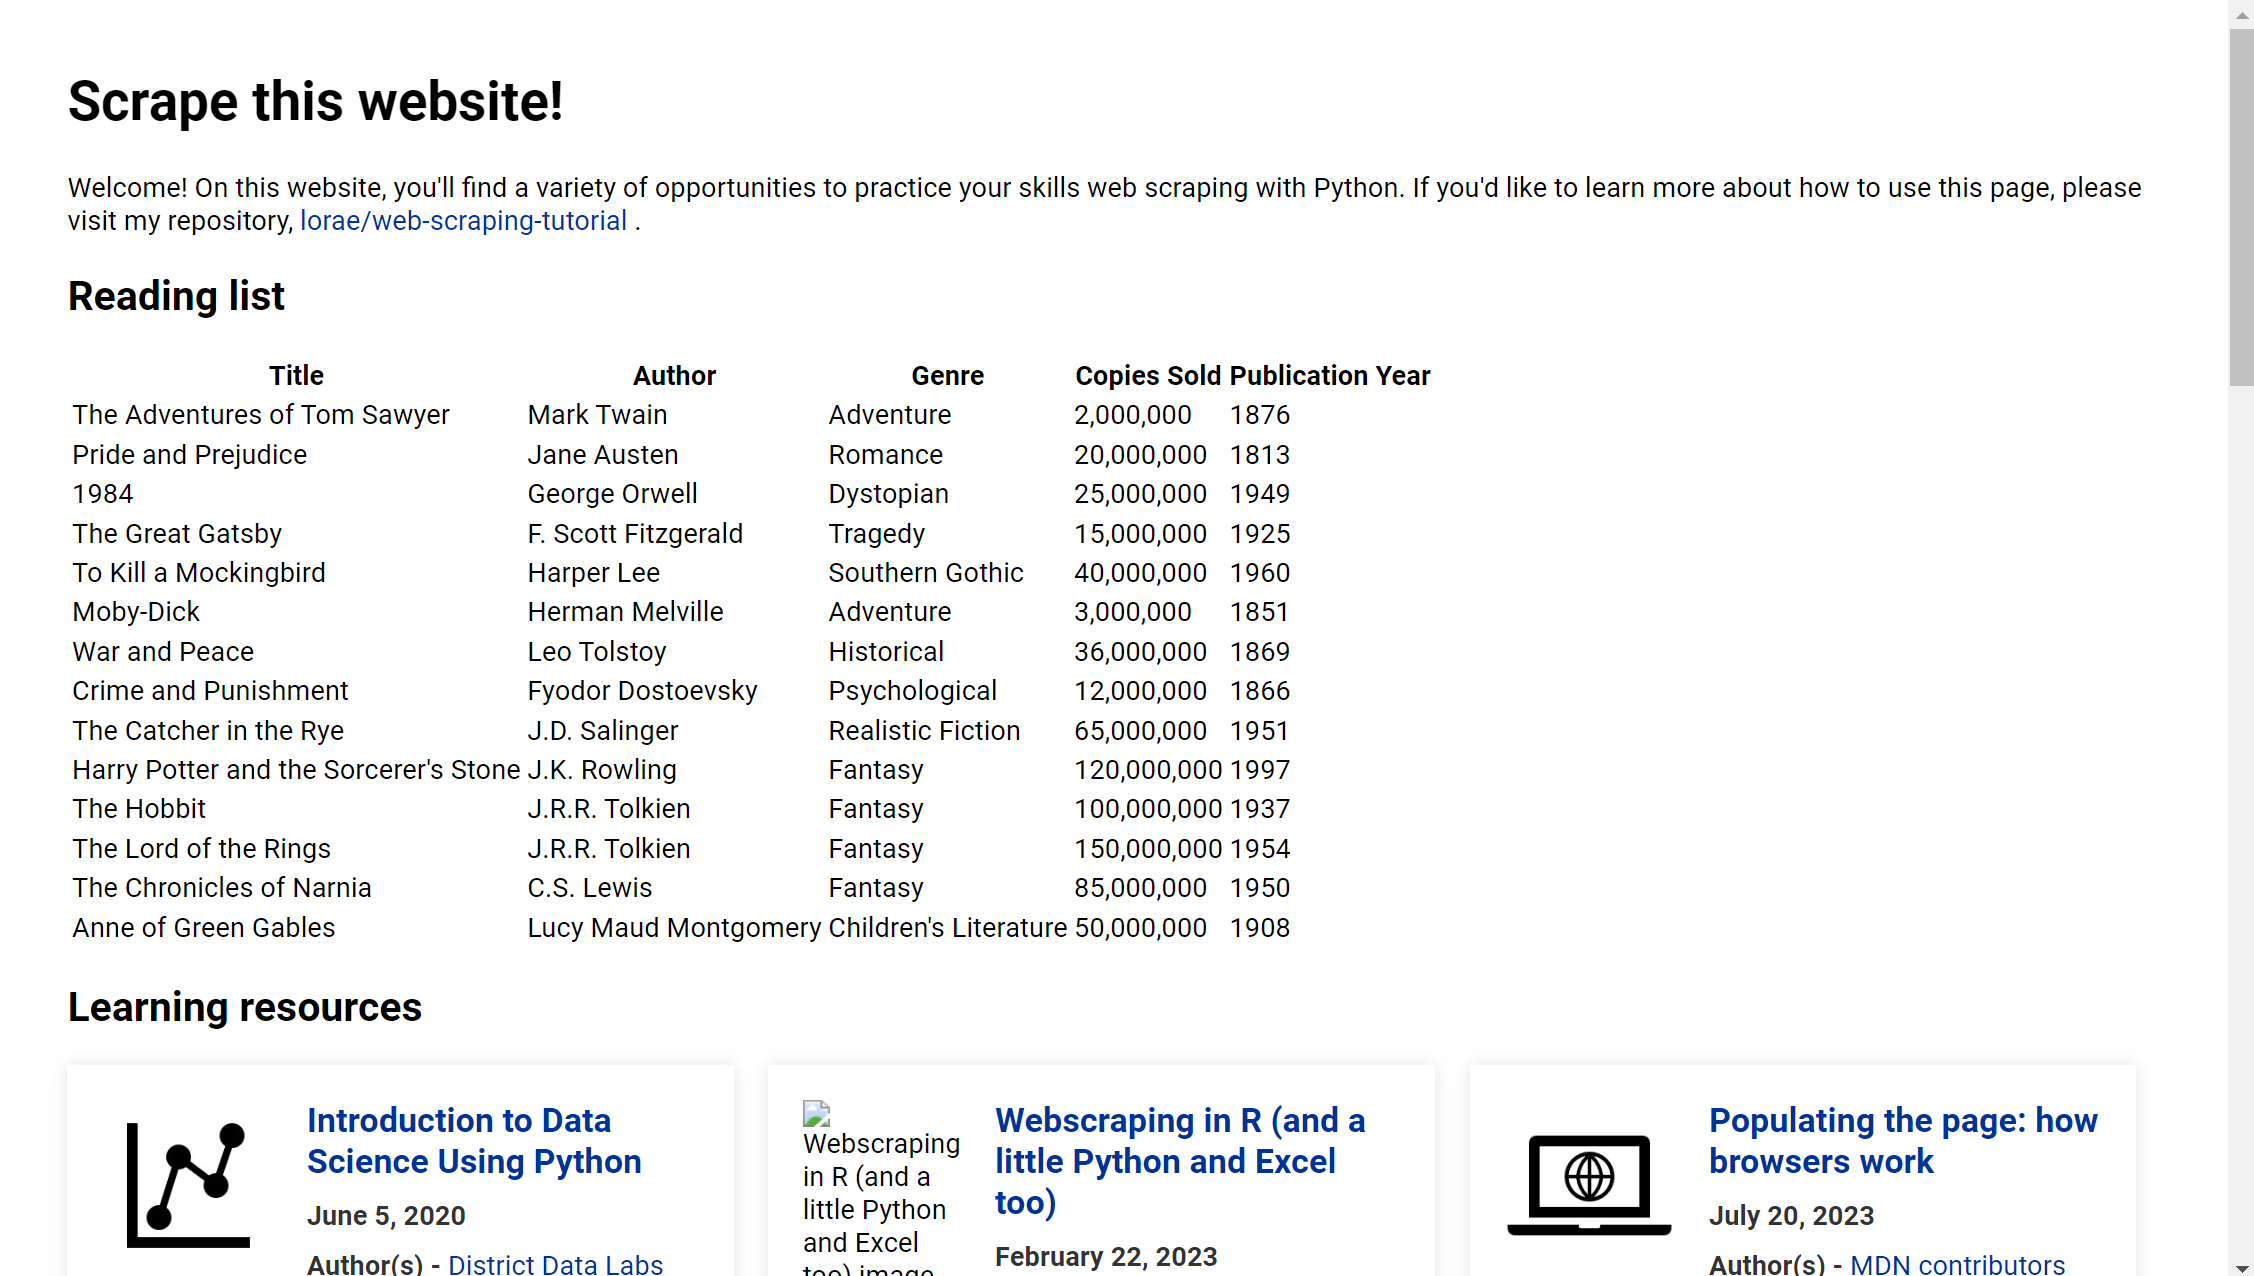 Scrape this website!
Welcome! On this website, you'll find a variety of opportunities to practice your skills web scraping with Python. If you'd like to learn more about how to use this page, please
visit my repository, lorae/web-scraping-tutorial .
Reading list
Title Author Genre Copies Sold Publication Year
The Adventures of Tom Sawyer Mark Twain Adventure 2,000,000 1876
Pride and Prejudice Jane Austen Romance 20,000,000 1813
1984 George Orwell Dystopian 25,000,000 1949
The Great Gatsby F. Scott Fitzgerald Tragedy 15,000,000 1925
To Kill a Mockingbird Harper Lee Southern Gothic 40,000,000 1960
Moby-Dick Herman Melville Adventure 3,000,000 1851
War and Peace Leo Tolstoy Historical 36,000,000 1869
Crime and Punishment Fyodor Dostoevsky Psychological 12,000,000 1866
The Catcher in the Rye J.D. Salinger Realistic Fiction 65,000,000 1951
Harry Potter and the Sorcerer's Stone J.K. Rowling Fantasy 120,000,000 1997
The Hobbit J.R.R. Tolkien Fantasy 100,000,000 1937
The Lord of the Rings J.R.R. Tolkien Fantasy 150,000,000 1954
The Chronicles of Narnia C.S. Lewis Fantasy 85,000,000 1950
Anne of Green Gables Lucy Maud Montgomery Children's Literature 50,000,000 1908
Learning resources
Introduction to Data
Science Using Python
June 5, 2020
Author(s) - District Data Labs
Webscraping
in R (and a
little Python
and Excel
too) image
Webscraping in R (and a
little Python and Excel
too)
February 22, 2023
Populating the page: how
browsers work
July 20, 2023
Author(s) - MDN contributors